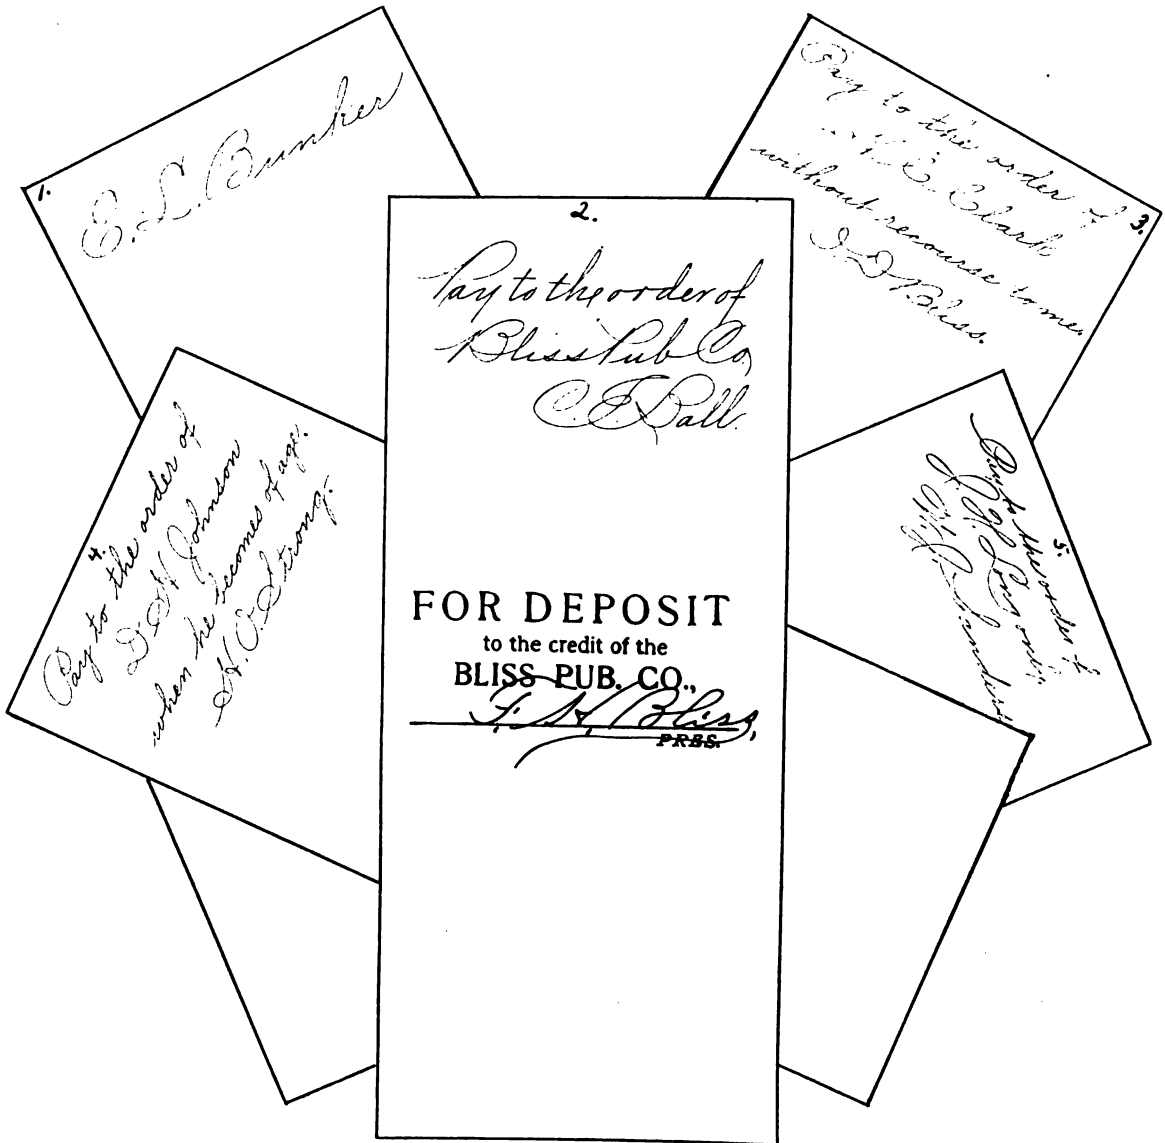 1.
E. L. Bunker
2.
Pay to the order of
Bliss Pub Co,
C. E. Ball.
FOR DEPOSIT
to the credit of the
BLISS PUB. CO.,
F. H. Bliss,
PRES.
3.
Pay to the order of
E. Clark
without recourse to me,
I. D. Bliss.
4.
Pay to the order of
D. H. Johnson
when he becomes of age.
H. O. Strong.
5.
Pay to the order of
only,